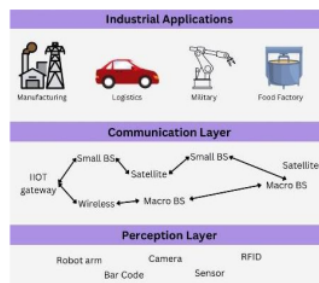 Industrial Applications
Manufacturing Logistics Military Food Factory
Communication Layer
Small BS Small BS
Satellite Satellite
IIOT
gateway
Macro BS
Wireless Macro BS
Perception Layer
Robot arm Camera RFID
Bar Code Sensor